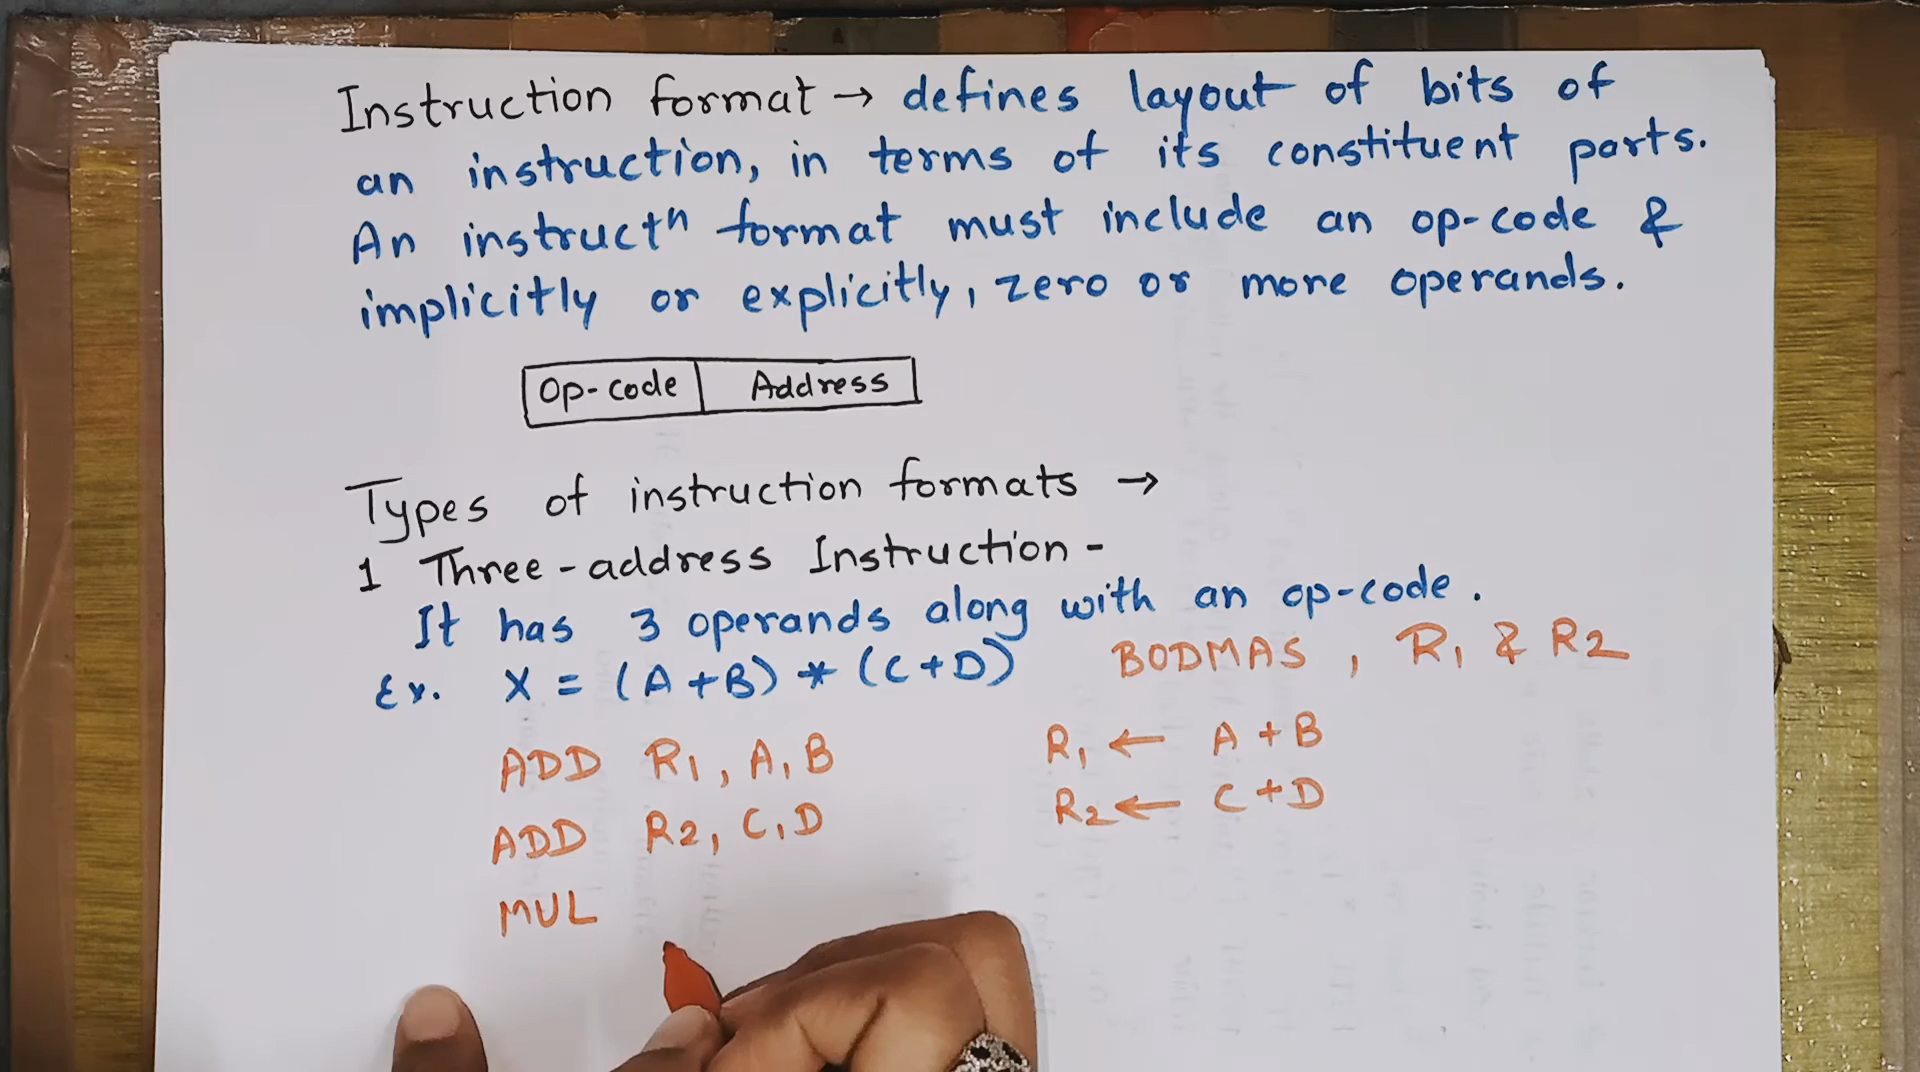 Instruction format → defines layout of bits of
an instruction, in terms of its constituent parts.
An instructⁿ format must include an op-code &
implicitly or explicitly, zero or more operands.
Op-code Address
Types of instruction formats →
1 Three-address Instruction -
It has 3 operands along with an op-code.
Ex. X = (A+B) * (C+D) BODMAS, R1 & R2
ADD R1, A, B R1 ← A+B
ADD R2, C, D R2 ← C+D
MUL